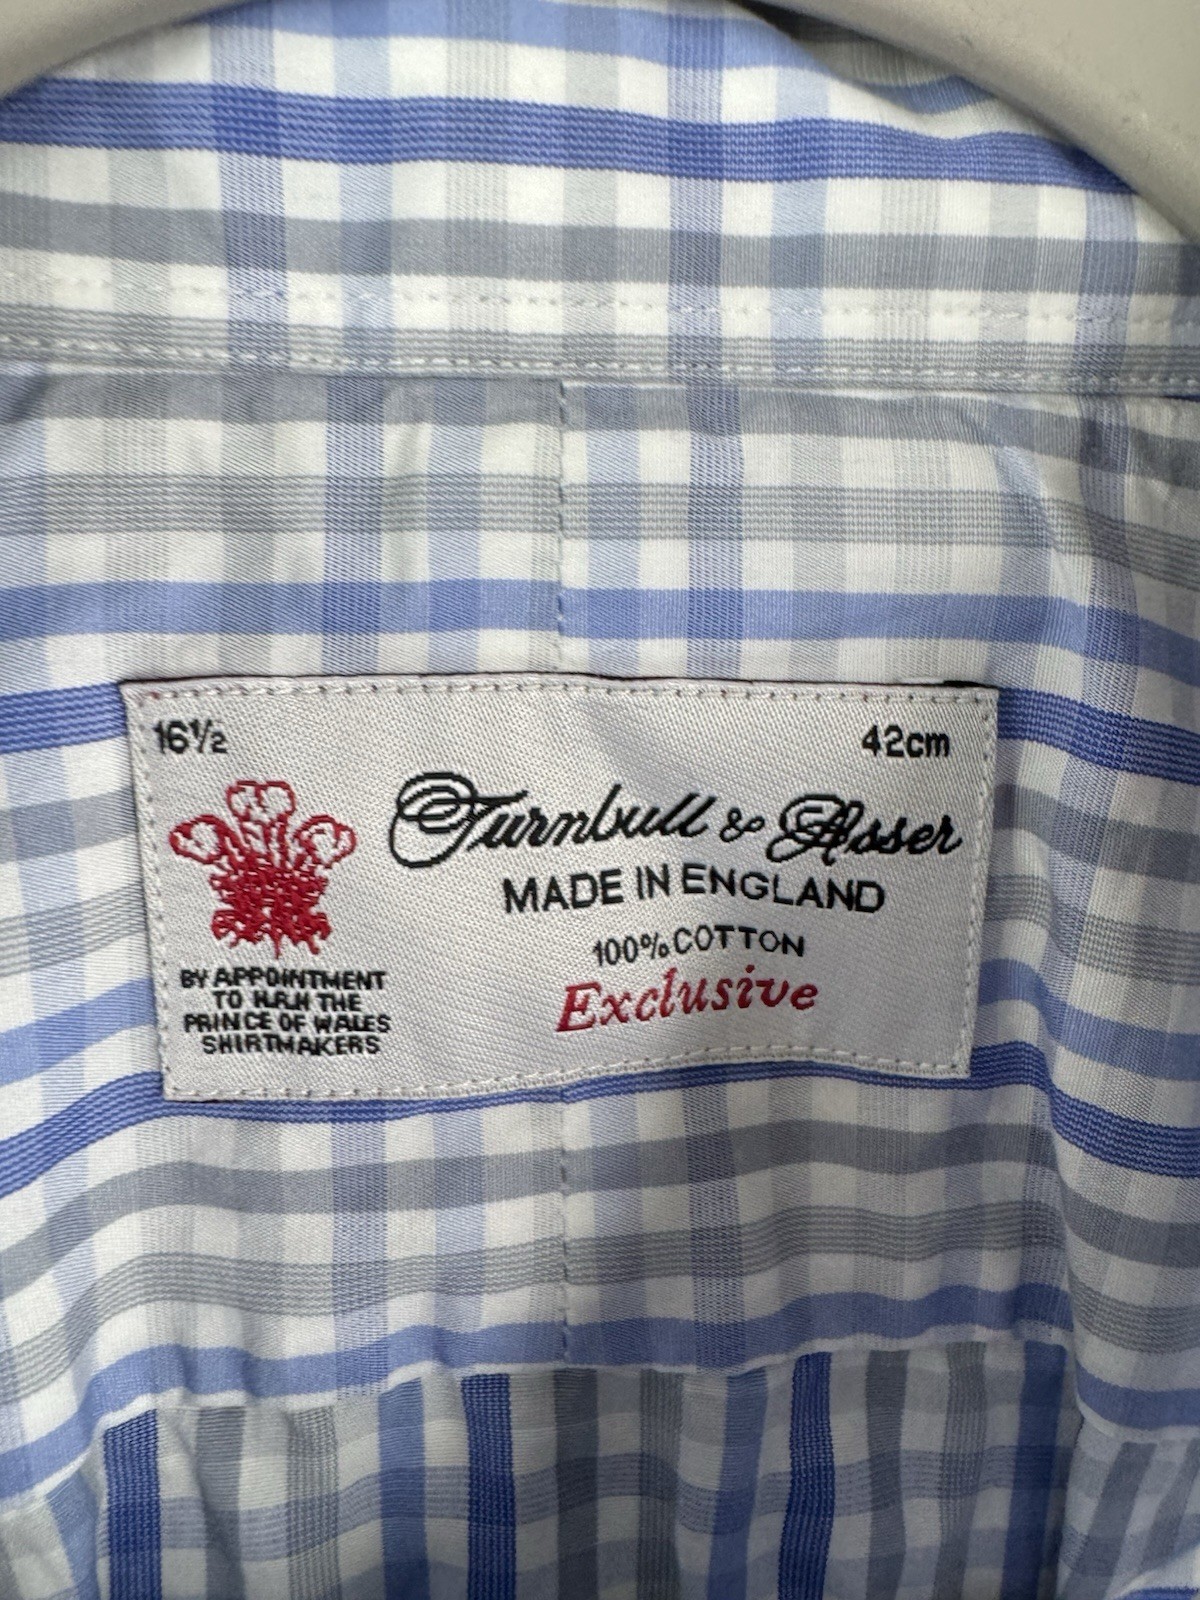 16½
42cm
Turnbull & Asser
MADE IN ENGLAND
100% COTTON
Exclusive
BY APPOINTMENT
TO H.R.H THE
PRINCE OF WALES
SHIRTMAKERS